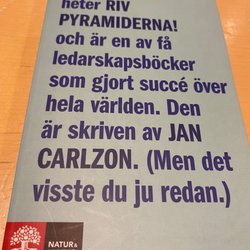 heter RIV
PYRAMIDERNA!
och är en av få
ledarskapsböcker
som gjort succé över
hela världen. Den
är skriven av JAN
CARLZON. (Men det
visste du ju redan.)
NATUR &